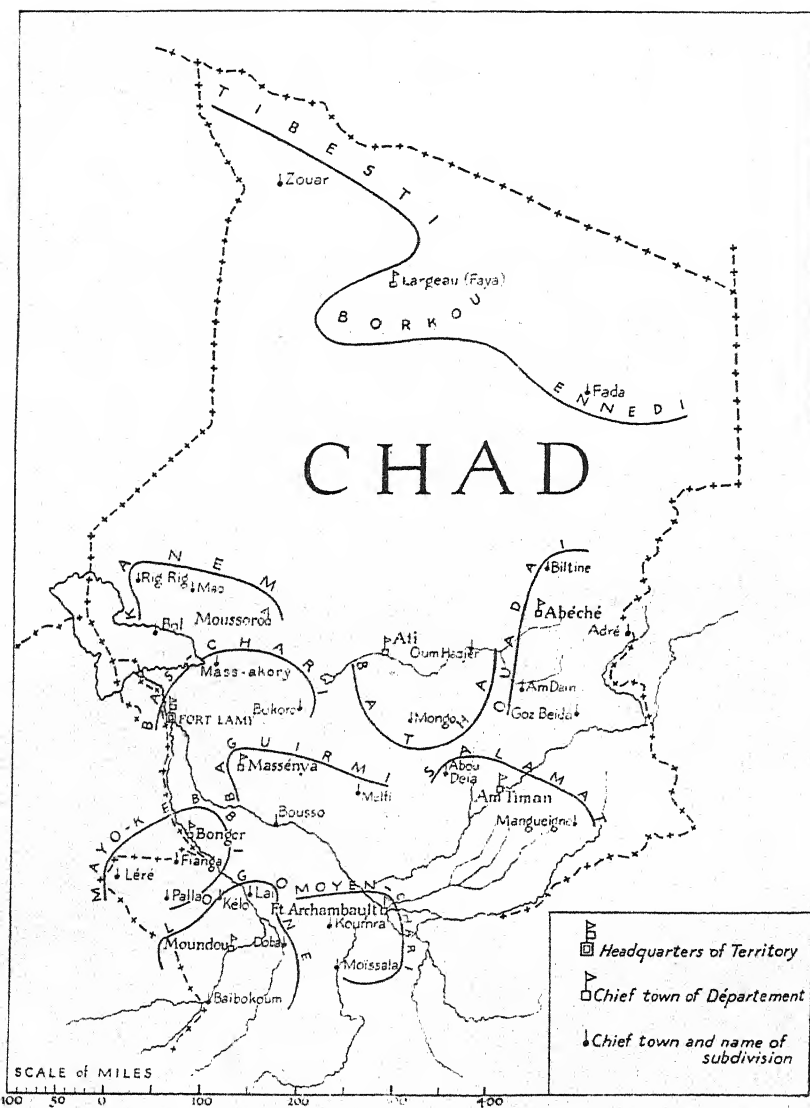 TIBESTI
Zouar
Largeau (Faya)
BORKOU
Fada
ENNEDI
CHAD
KANEM
Rig Rig
Mao
Moussoro
Bol
OUADAI
Biltine
Abéché
Adré
Ati
Oum Hadjer
BAS CHARI
Mass-akory
Bokoro
FORT LAMY
BATHA
Mongo
Am Dam
Goz Beida
BAGUIRMI
Massénya
Melfi
SALAMAT
Abou Deia
Am Timan
Mangueigne
Bousso
MAYO-KEBBI
Bongor
Fianga
Léré
Palla
LOGONE
Kélo
Lai
Moundou
Doba
Baibokoum
MOYEN-CHARI
Ft Archambault
Koumra
Moïssala
Headquarters of Territory
Chief town of Département
Chief town and name of
subdivision
SCALE of MILES
100 50 0 100 200 300 400